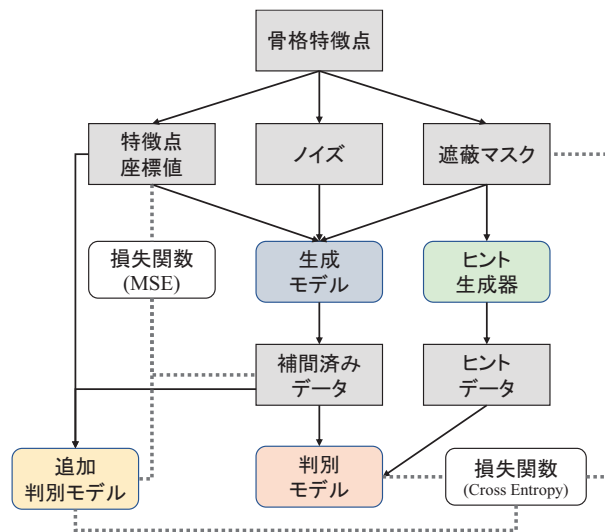 骨格特徴点
特徴点
座標値
ノイズ
遮蔽マスク
損失関数
(MSE)
生成
モデル
ヒント
生成器
補間済み
データ
ヒント
データ
追加
判別モデル
判別
モデル
損失関数
(Cross Entropy)